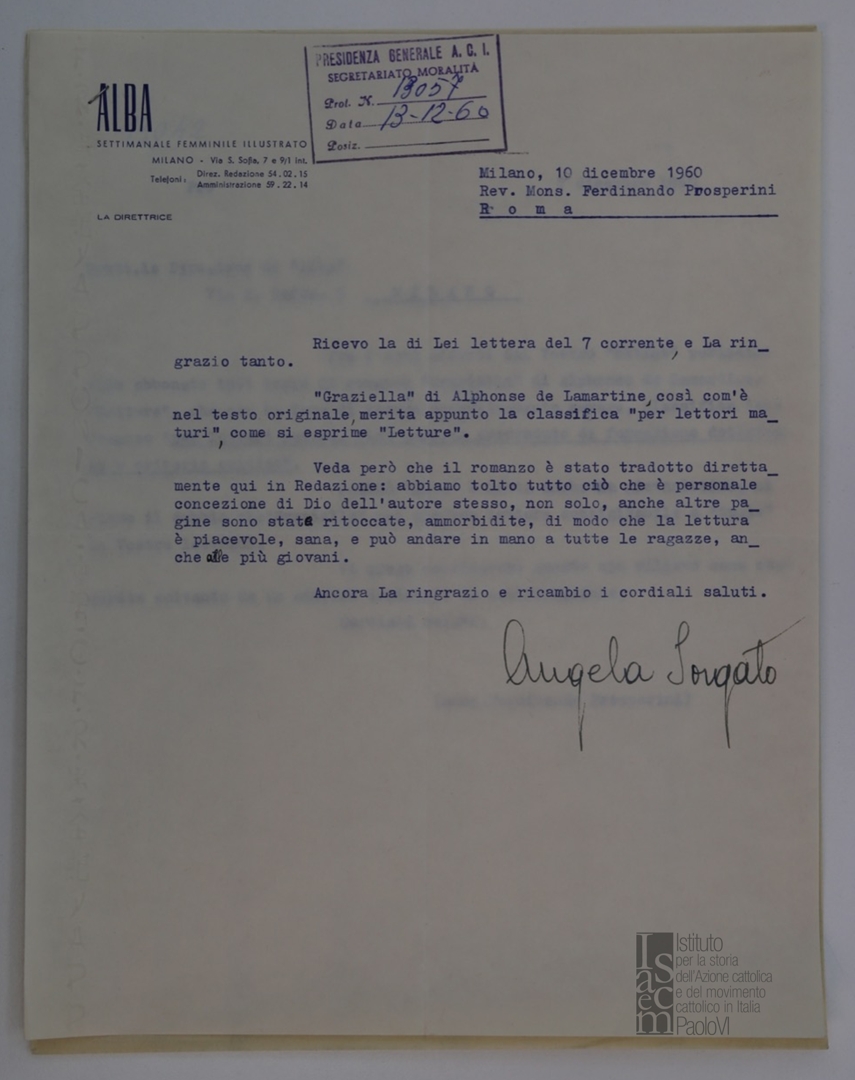 ALBA
SETTIMANALE FEMMINILE ILLUSTRATO
MILANO - Via S. Sofia, 7 e 9/1 int.
Telefoni: Direz. Redazione 54.02.15
Amministrazione 59.22.14
LA DIRETTRICE
PRESIDENZA GENERALE A. C. I.
SEGRETARIATO MORALITÀ
Prot. N. 13057
Data 13-12-60
Posiz.
Milano, 10 dicembre 1960
Rev. Mons. Ferdinando Prosperini
R o m a
Ricevo la di Lei lettera del 7 corrente, e La rin_
grazio tanto.
"Graziella" di Alphonse de Lamartine, così com'è
nel testo originale, merita appunto la classifica "per lettori ma_
turi", come si esprime "Letture".
Veda però che il romanzo è stato tradotto diretta_
mente qui in Redazione: abbiamo tolto tutto ciò che è personale
concezione di Dio dell'autore stesso, non solo, anche altre pa_
gine sono state ritoccate, ammorbidite, di modo che la lettura
è piacevole, sana, e può andare in mano a tutte le ragazze, an_
che alle più giovani.
Ancora La ringrazio e ricambio i cordiali saluti.
Angela Sorgato
Isacem
Istituto
per la storia
dell'Azione cattolica
e del movimento
cattolico in Italia
PaoloVI